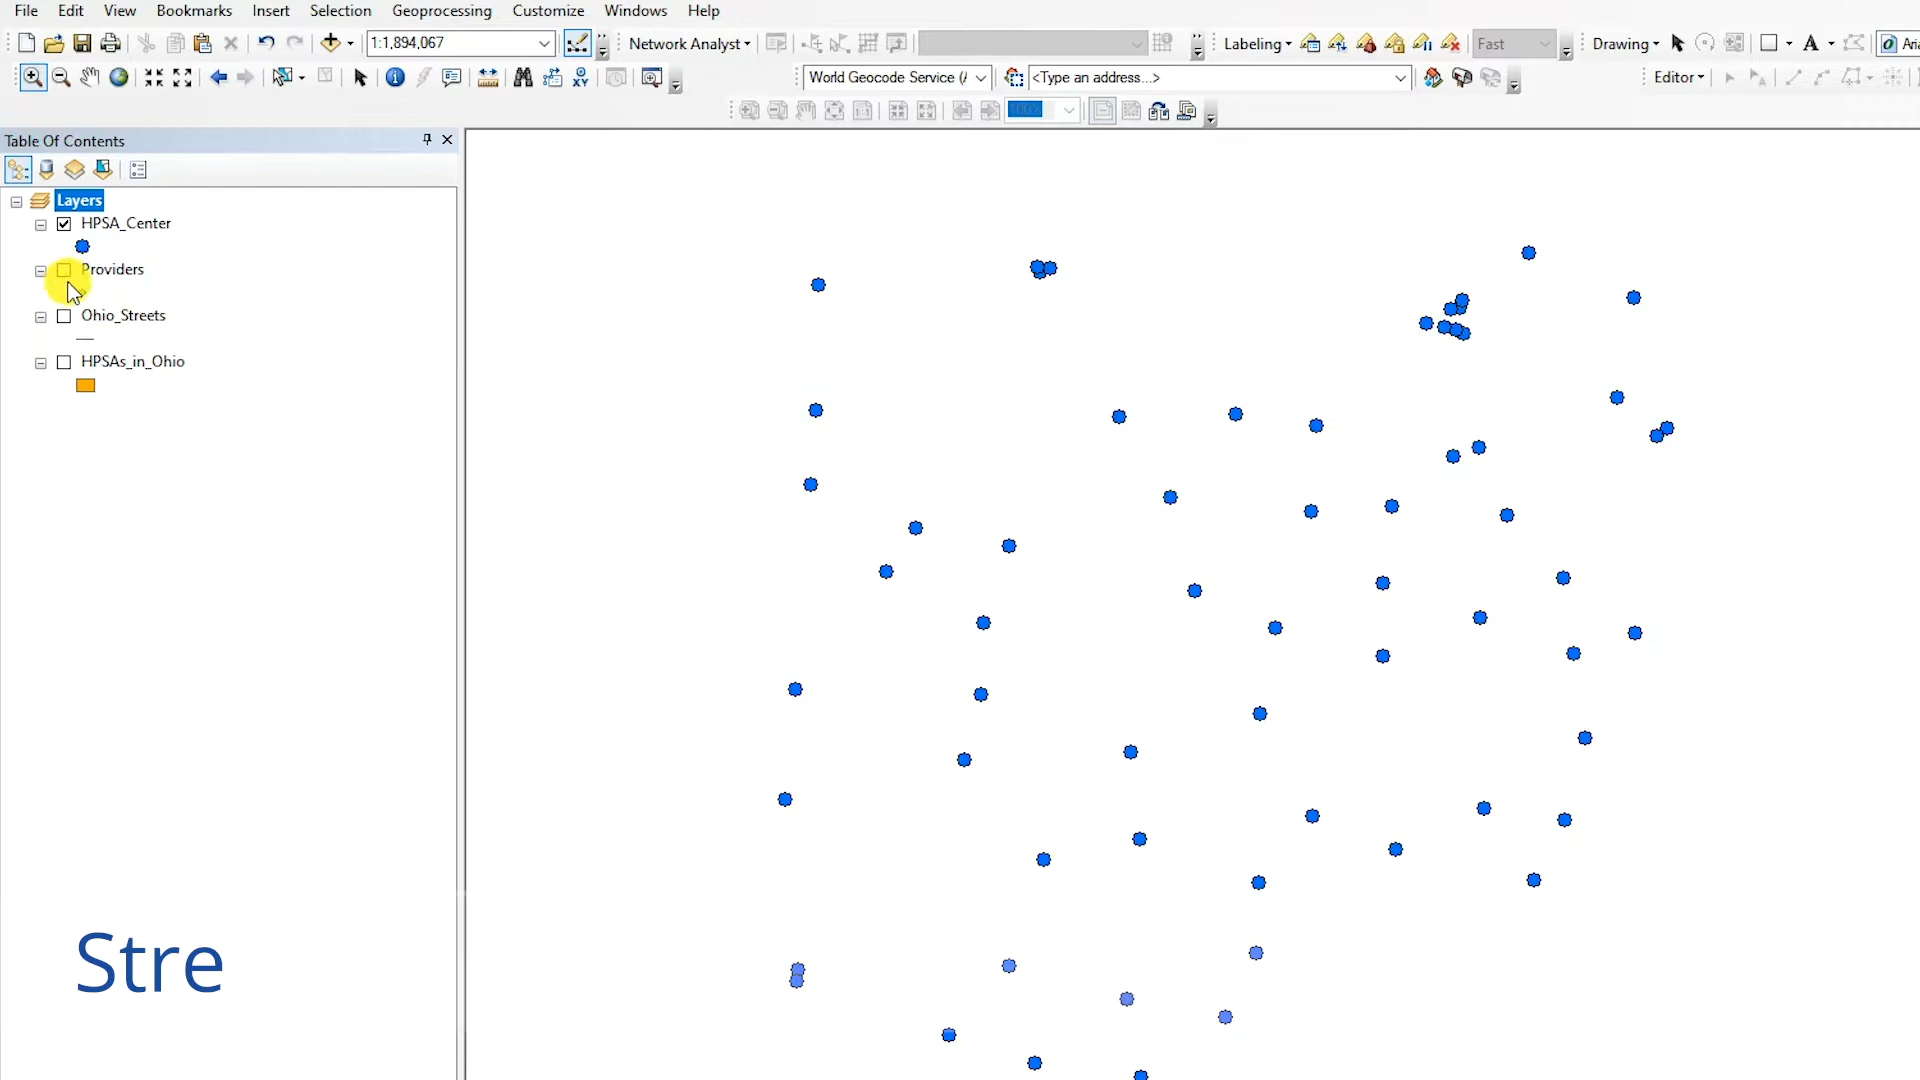 File Edit View Bookmarks Insert Selection Geoprocessing Customize Windows Help
1:1,894,067 Network Analyst Labeling Fast Drawing A
World Geocode Service ( <Type an address...> Editor
Table Of Contents
Layers
HPSA_Center
Providers
Ohio_Streets
HPSAs_in_Ohio
Stre